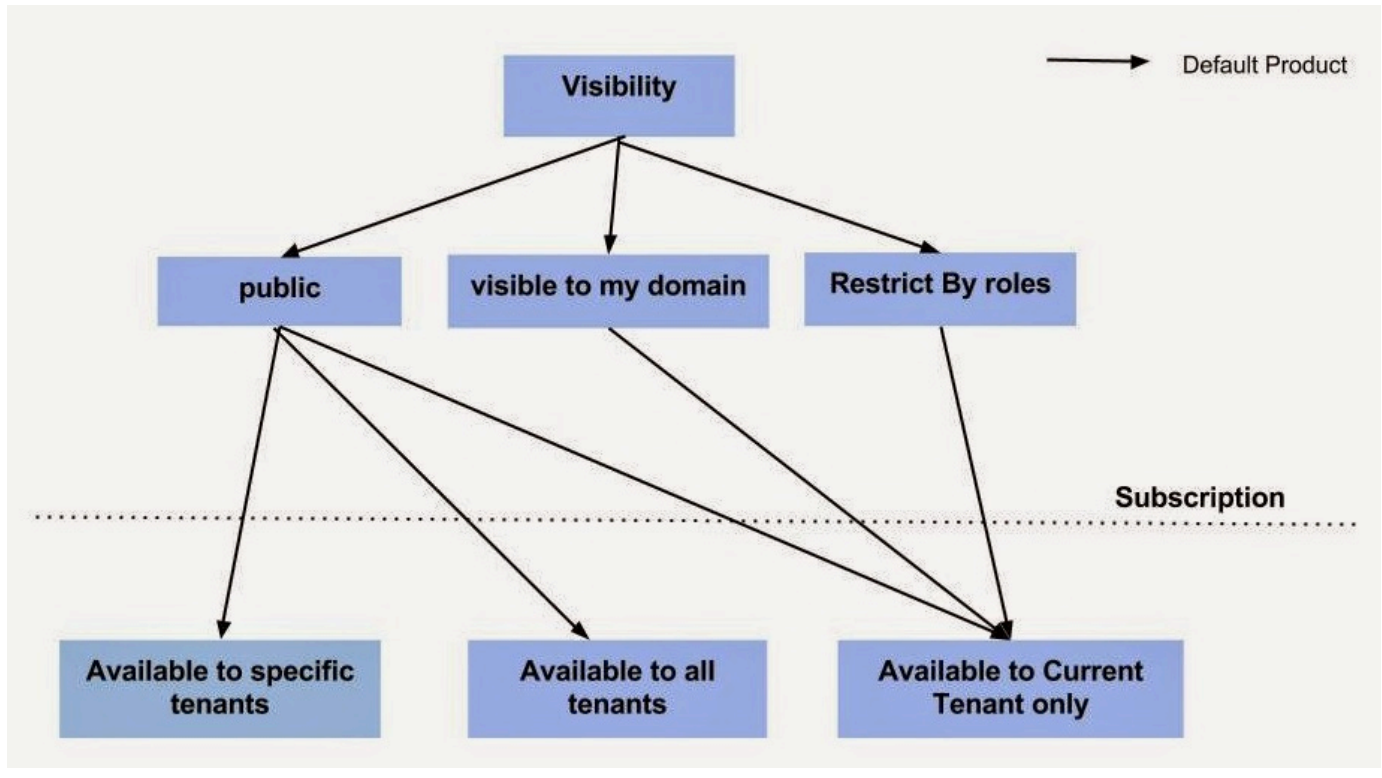 Visibility
Default Product
public
visible to my domain
Restrict By roles
Subscription
Available to specific
tenants
Available to all
tenants
Available to Current
Tenant only